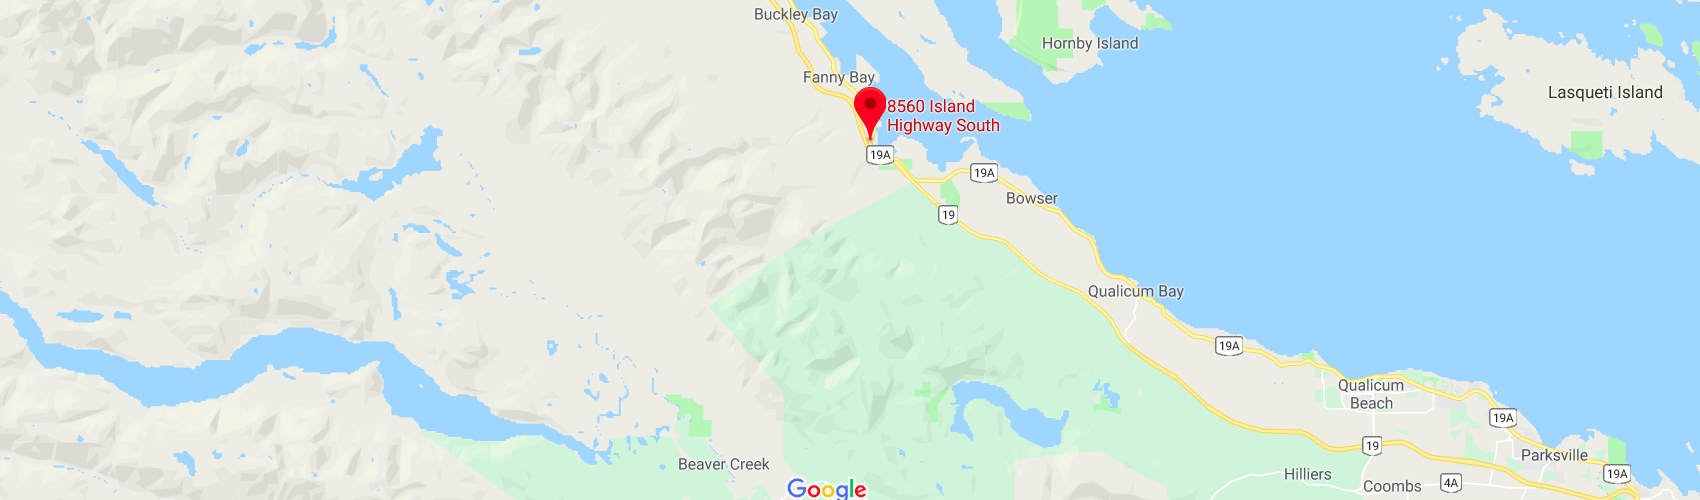 Buckley Bay
Hornby Island
Fanny Bay
Lasqueti Island
8560 Island
Highway South
19A
19A
Bowser
19
Qualicum Bay
19A
Qualicum
Beach
19A
19
Parksville
Beaver Creek
Hilliers
19A
Coombs
4A
Google